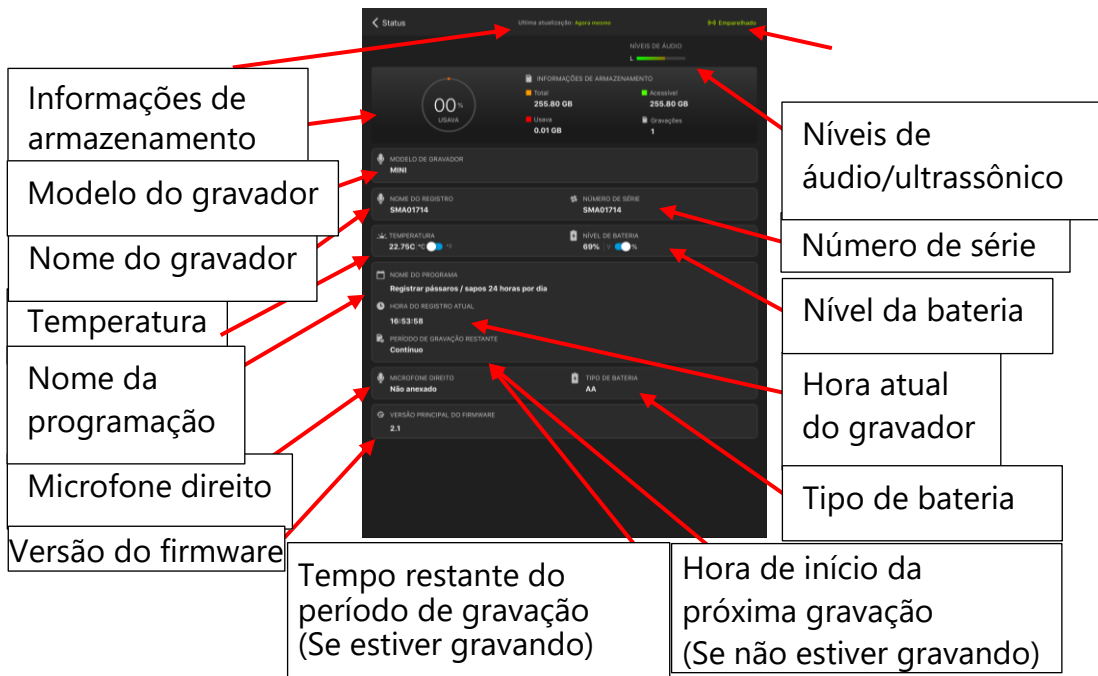 Status
Ultima atualização: Agora mesmo
Emparelhado
NÍVEIS DE ÁUDIO
L
00%
USAVA
INFORMAÇÕES DE ARMAZENAMENTO
Total
255.80 GB
Acessível
255.80 GB
Usava
0.01 GB
Gravações
1
MODELO DE GRAVADOR
MINI
NOME DO REGISTRO
SMA01714
NÚMERO DE SÉRIE
SMA01714
TEMPERATURA
22.75C °C °F
NÍVEL DE BATERIA
69% V %
NOME DO PROGRAMA
Registrar pássaros / sapos 24 horas por dia
HORA DO REGISTRO ATUAL
16:53:58
PERÍODO DE GRAVAÇÃO RESTANTE
Contínuo
MICROFONE DIREITO
Não anexado
TIPO DE BATERIA
AA
VERSÃO PRINCIPAL DO FIRMWARE
2.1
Informações de
armazenamento
Modelo do gravador
Nome do gravador
Temperatura
Nome da
programação
Microfone direito
Versão do firmware
Níveis de
áudio/ultrassônico
Número de série
Nível da bateria
Hora atual
do gravador
Tipo de bateria
Tempo restante do
período de gravação
(Se estiver gravando)
Hora de início da
próxima gravação
(Se não estiver gravando)